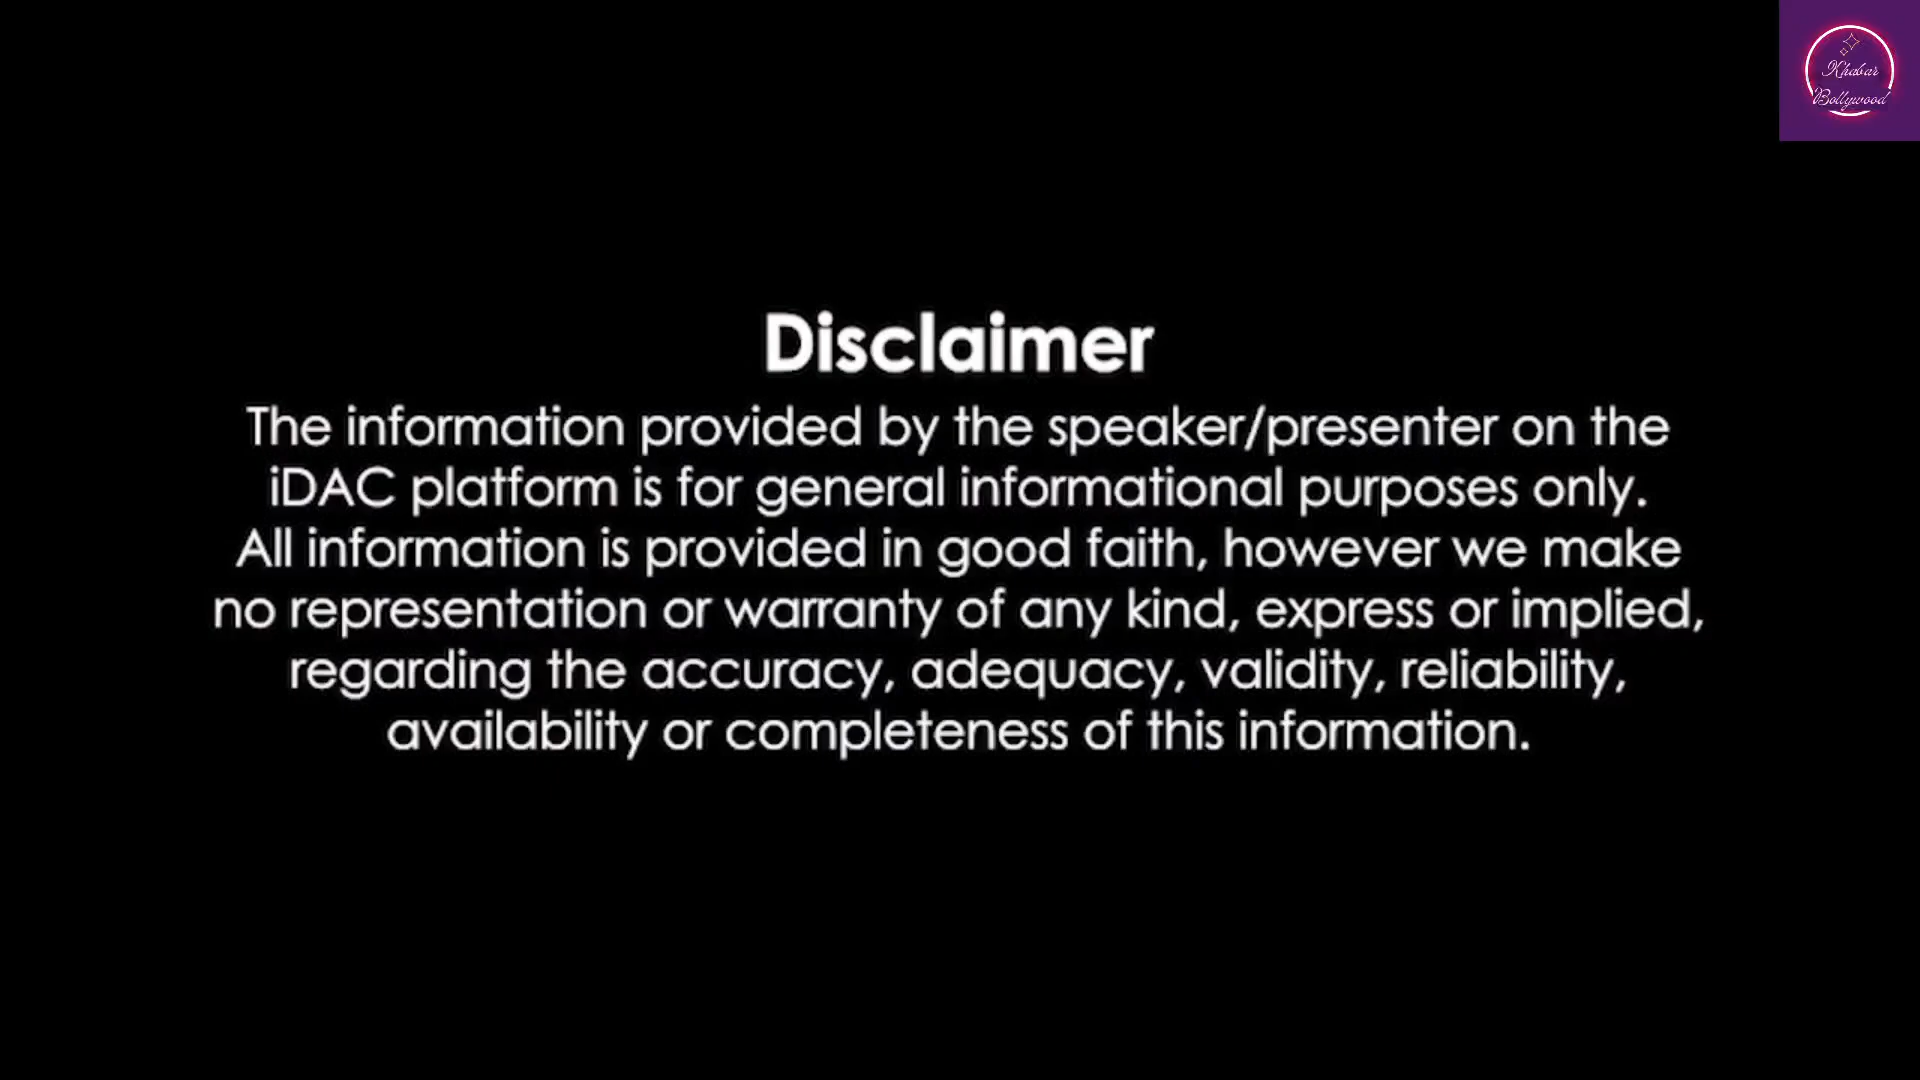 Khabar
Bollywood
Disclaimer
The information provided by the speaker/presenter on the
iDAC platform is for general informational purposes only.
All information is provided in good faith, however we make
no representation or warranty of any kind, express or implied,
regarding the accuracy, adequacy, validity, reliability,
availability or completeness of this information.